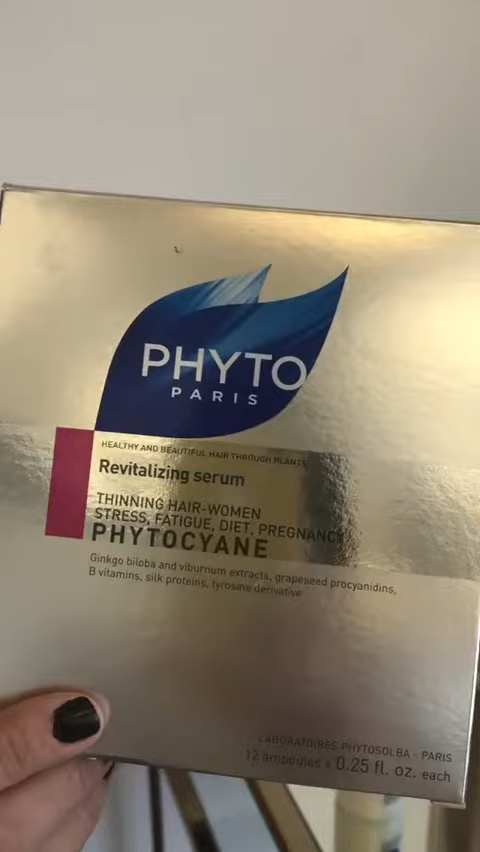 PHYTO
PARIS
HEALTHY AND BEAUTIFUL HAIR THROUGH PLANTS
Revitalizing serum
THINNING HAIR-WOMEN
STRESS, FATIGUE, DIET, PREGNANCY
PHYTOCYANE
Ginkgo biloba and viburnum extracts, grapeseed procyanidins,
B vitamins, silk proteins, tyrosine derivative
LABORATOIRES PHYTOSOLBA - PARIS
12 ampoules x 0.25 fl. oz. each